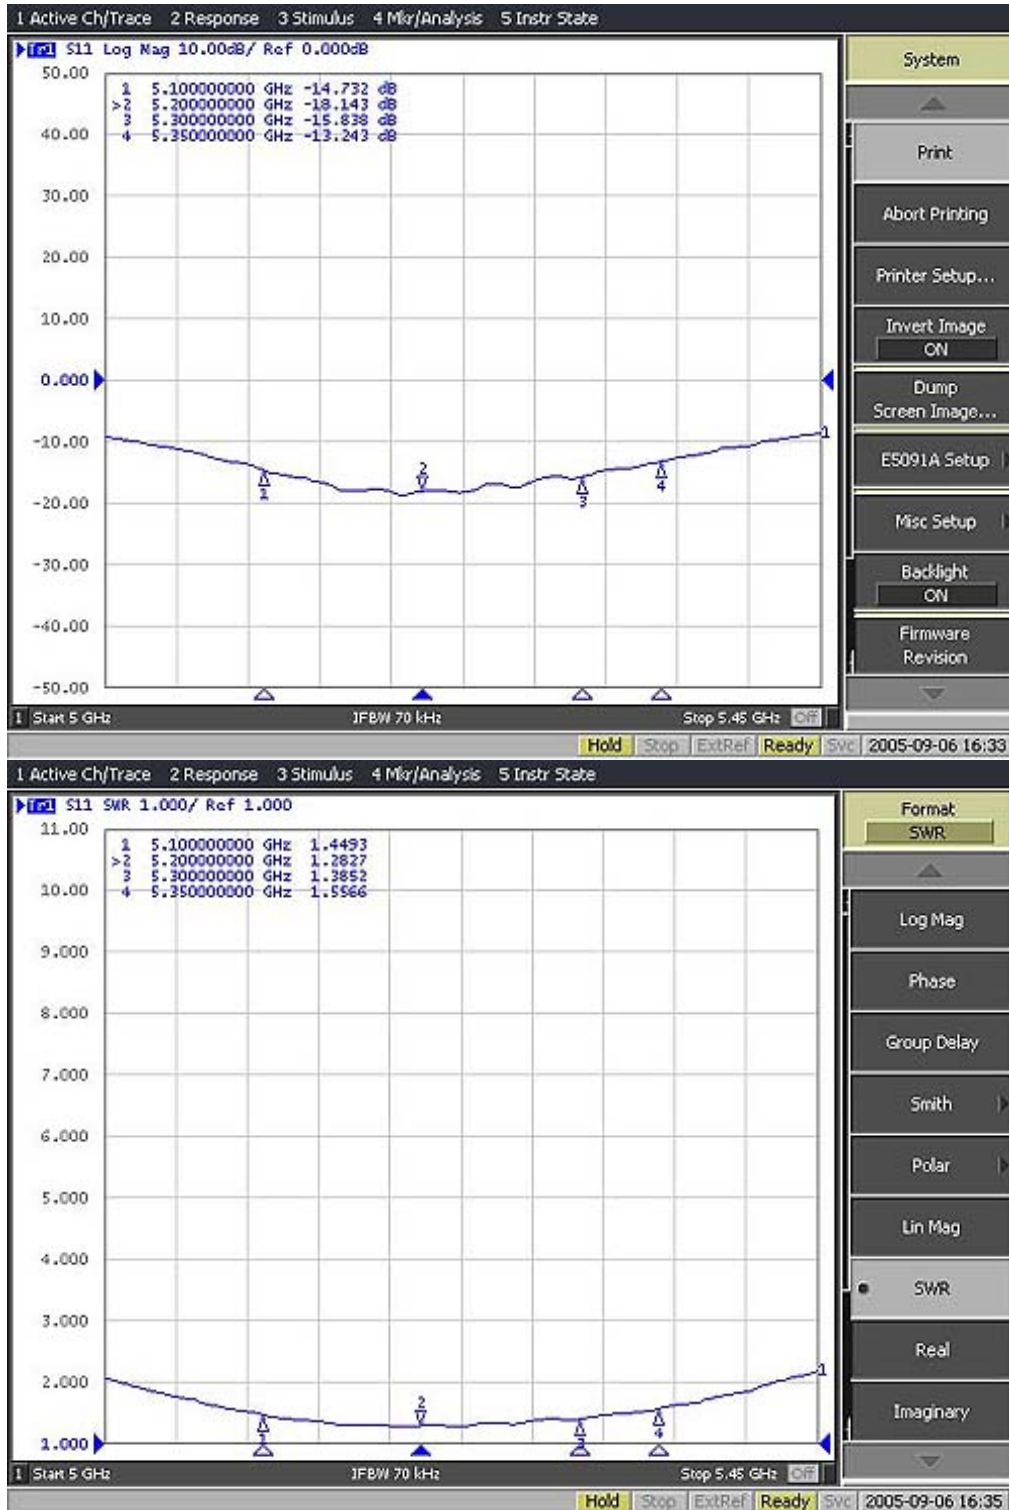 1 Active Ch/Trace 2 Response 3 Stimulus 4 Mkr/Analysis 5 Instr State
Tr1 S11 Log Mag 10.00dB/ Ref 0.000dB
50.00
40.00
30.00
20.00
10.00
0.000
-10.00
-20.00
-30.00
-40.00
-50.00
1 5.100000000 GHz -14.732 dB
>2 5.200000000 GHz -18.143 dB
3 5.300000000 GHz -15.838 dB
4 5.350000000 GHz -13.243 dB
1
2
3
4
1
1 Start 5 GHz IFBW 70 kHz Stop 5.45 GHz Off
System
Print
Abort Printing
Printer Setup...
Invert Image
ON
Dump
Screen Image...
E5091A Setup
Misc Setup
Backlight
ON
Firmware
Revision
Hold Stop ExtRef Ready Svc 2005-09-06 16:33
1 Active Ch/Trace 2 Response 3 Stimulus 4 Mkr/Analysis 5 Instr State
Tr1 S11 SWR 1.000/ Ref 1.000
11.00
10.00
9.000
8.000
7.000
6.000
5.000
4.000
3.000
2.000
1.000
1 5.100000000 GHz 1.4493
>2 5.200000000 GHz 1.2827
3 5.300000000 GHz 1.3852
4 5.350000000 GHz 1.5566
1
2
3
4
1
1 Start 5 GHz IFBW 70 kHz Stop 5.45 GHz Off
Format
SWR
Log Mag
Phase
Group Delay
Smith
Polar
Lin Mag
SWR
Real
Imaginary
Hold Stop ExtRef Ready Svc 2005-09-06 16:35